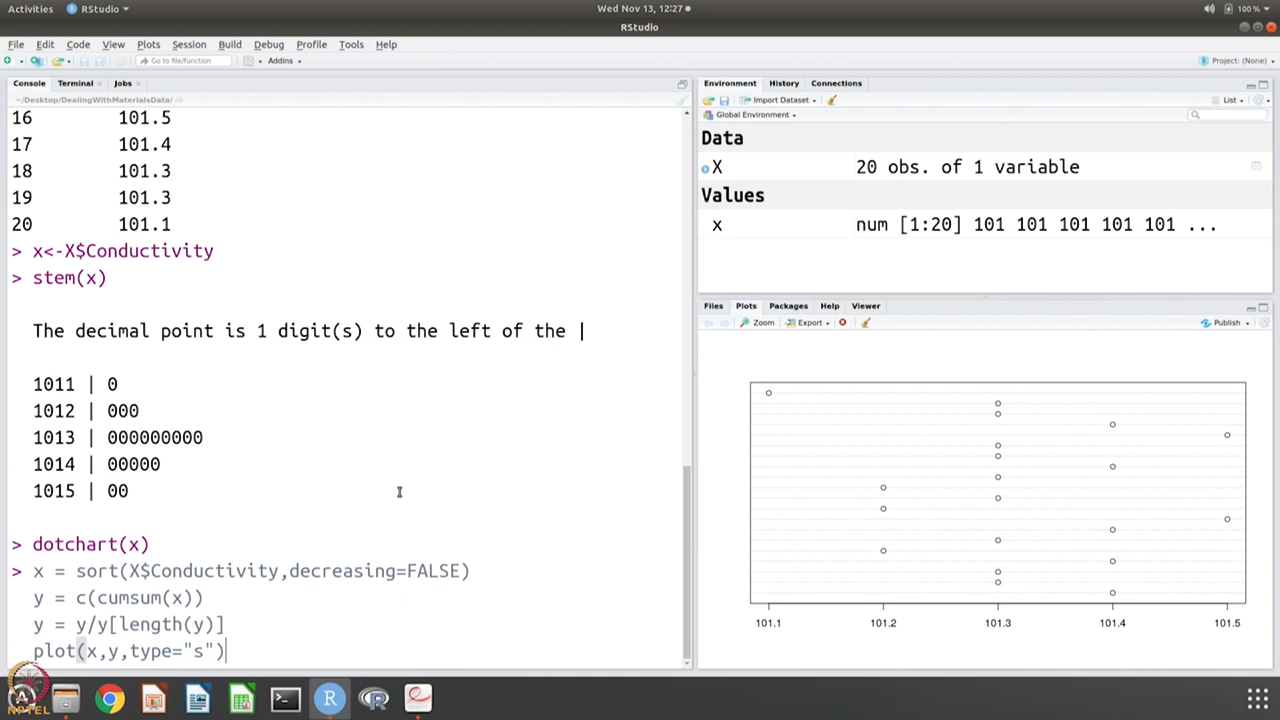 Activities RStudio Wed Nov 13, 12:27 100 %
RStudio
File Edit Code View Plots Session Build Debug Profile Tools Help
Go to file/function Addins Project: (None)
Console Terminal Jobs
~/Desktop/DealingWithMaterialsData/
16 101.5
17 101.4
18 101.3
19 101.3
20 101.1
> x<-X$Conductivity
> stem(x)
The decimal point is 1 digit(s) to the left of the |
1011 | 0
1012 | 000
1013 | 000000000
1014 | 00000
1015 | 00
> dotchart(x)
> x = sort(X$Conductivity,decreasing=FALSE)
y = c(cumsum(x))
y = y/y[length(y)]
plot(x,y,type="s")
Environment History Connections
Import Dataset List
Global Environment
Data
X 20 obs. of 1 variable
Values
x num [1:20] 101 101 101 101 101 ...
Files Plots Packages Help Viewer
Zoom Export Publish
101.1 101.2 101.3 101.4 101.5
NPTEL